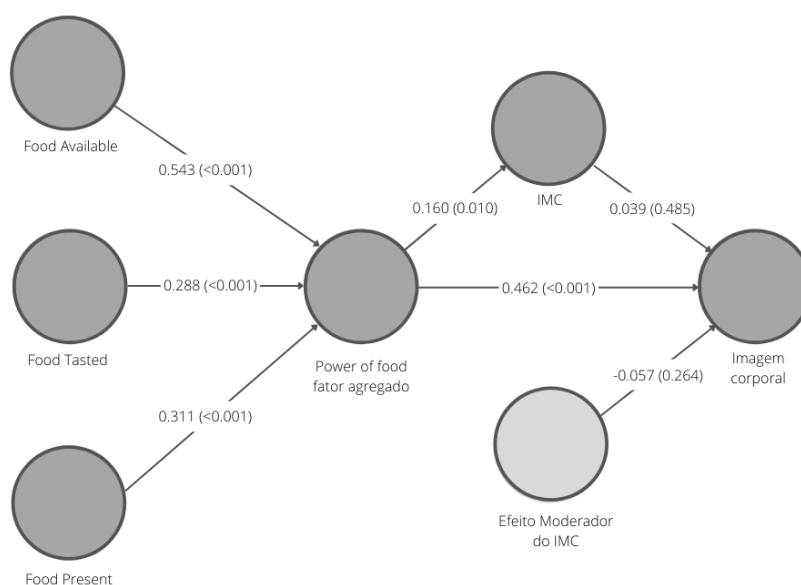 Food Available
0.543 (<0.001)
0.160 (0.010)
IMC
0.039 (0.485)
0.288 (<0.001)
0.462 (<0.001)
Food Tasted
Power of food
fator agregado
Imagem
corporal
-0.057 (0.264)
0.311 (<0.001)
Efeito Moderador
do IMC
Food Present